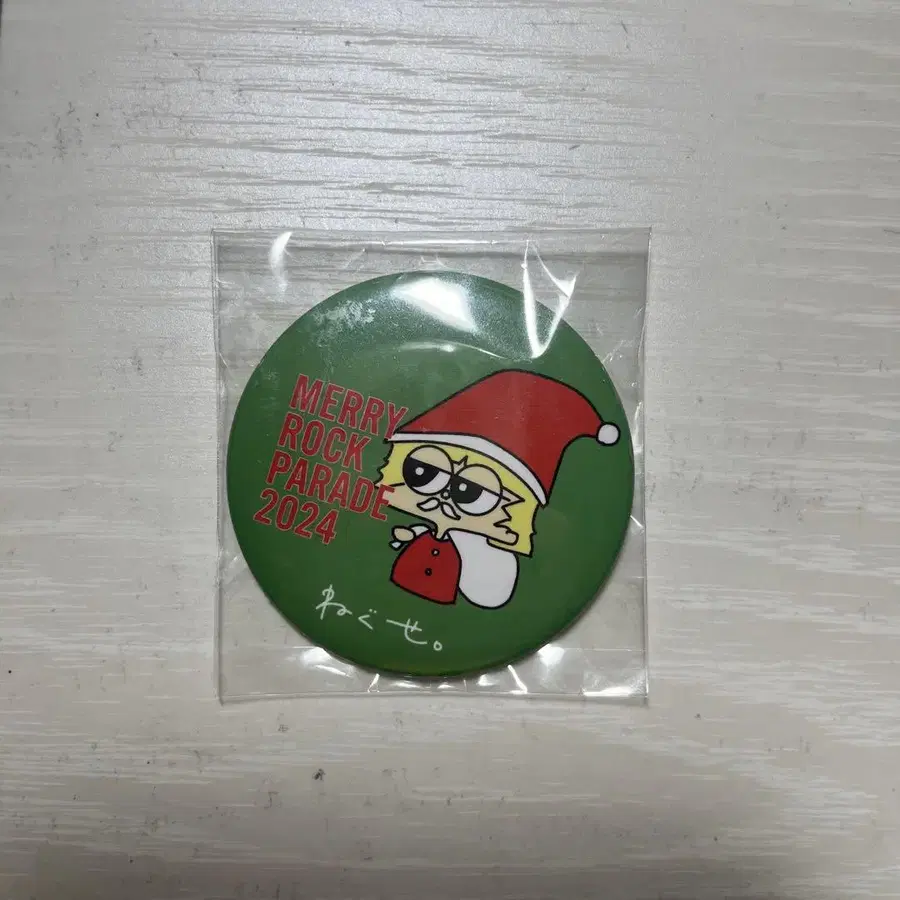 MERRY
ROCK
PARADE
2024
ねぐせ。